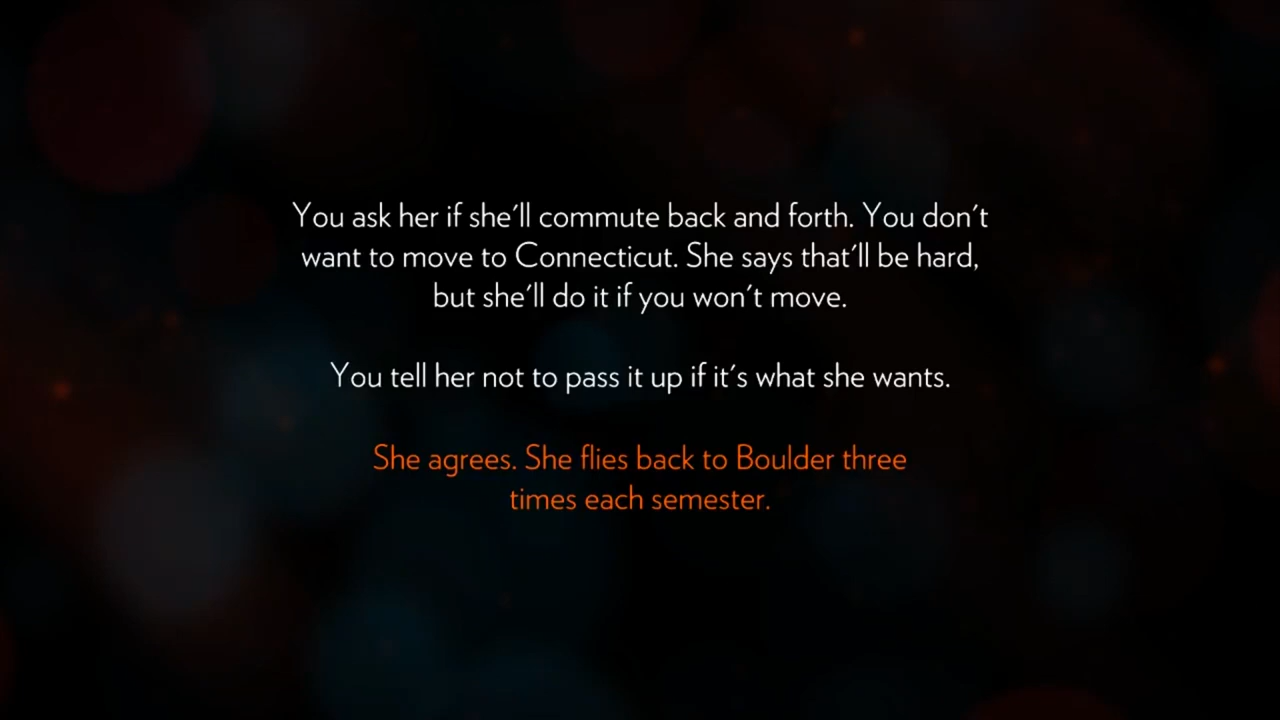 You ask her if she'll commute back and forth. You don't
want to move to Connecticut. She says that'll be hard,
but she'll do it if you won't move.
You tell her not to pass it up if it's what she wants.
She agrees. She flies back to Boulder three
times each semester.